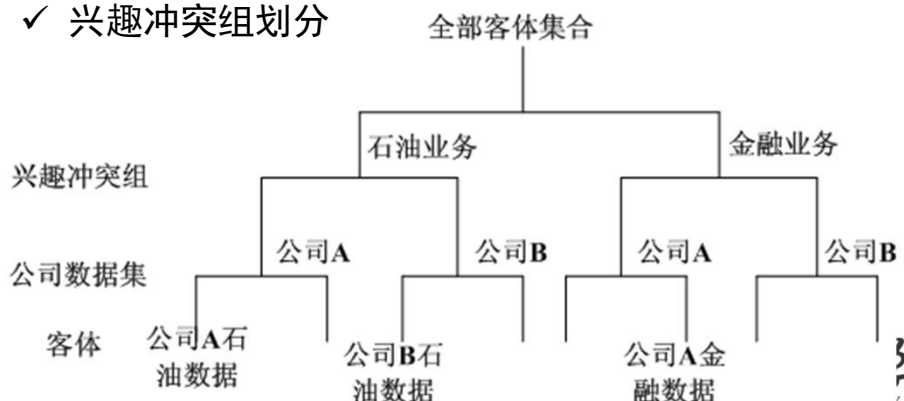 ✓ 兴趣冲突组划分
全部客体集合
石油业务
金融业务
兴趣冲突组
公司A
公司B
公司A
公司B
公司数据集
客体
公司A石
油数据
公司B石
油数据
公司A金
融数据